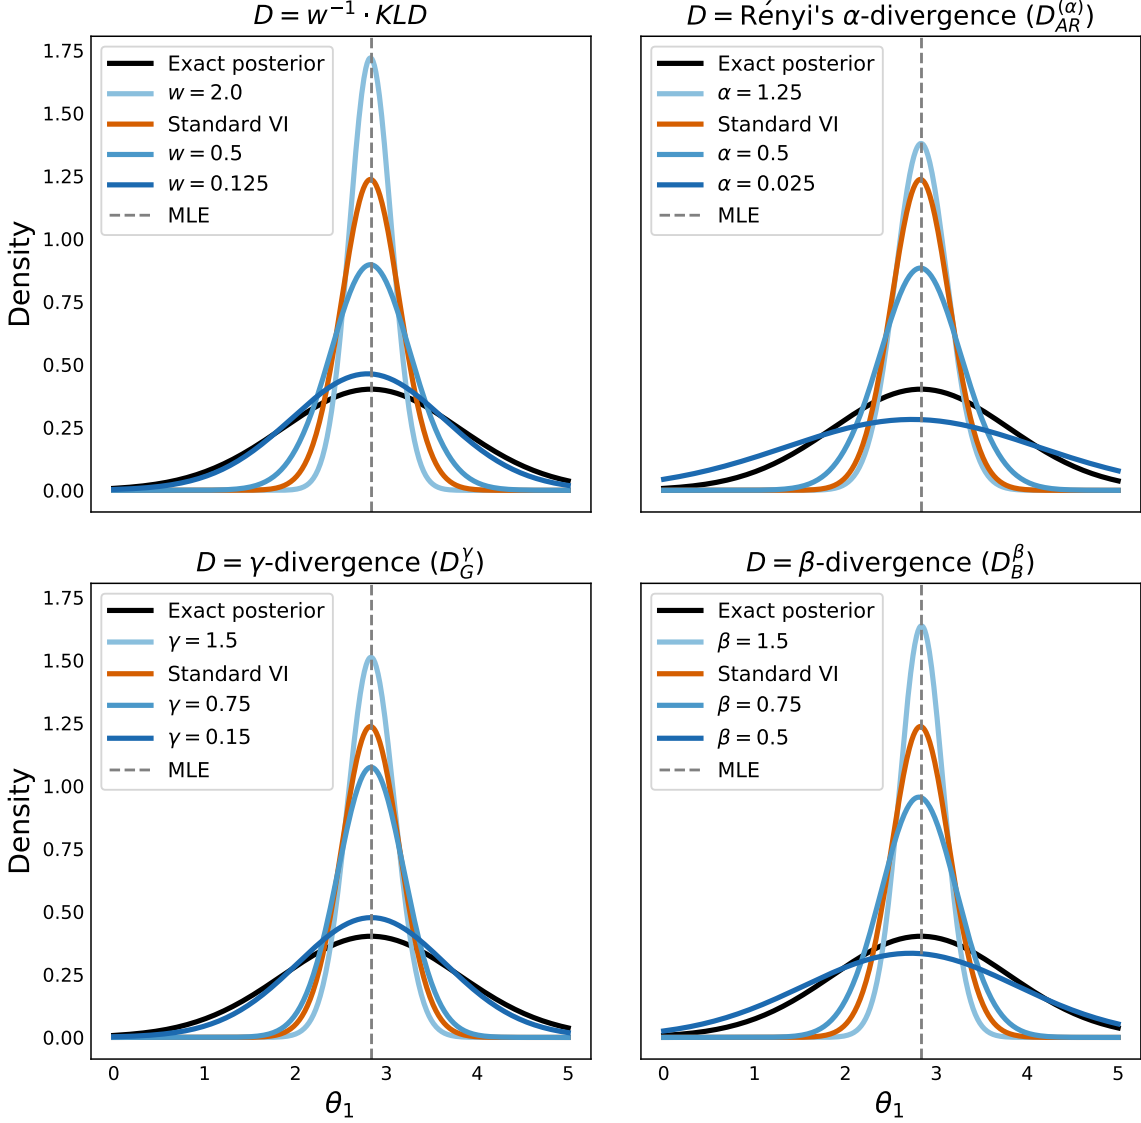 D = w⁻¹ · KLD
Exact posterior
w = 2.0
Standard VI
w = 0.5
w = 0.125
MLE
1.75
1.50
1.25
1.00
0.75
0.50
0.25
0.00
Density
D = Rényi's α-divergence (D_{AR}^{(α)})
Exact posterior
α = 1.25
Standard VI
α = 0.5
α = 0.025
MLE
D = γ-divergence (D_G^γ)
Exact posterior
γ = 1.5
Standard VI
γ = 0.75
γ = 0.15
MLE
1.75
1.50
1.25
1.00
0.75
0.50
0.25
0.00
Density
0 1 2 3 4 5
θ₁
D = β-divergence (D_B^β)
Exact posterior
β = 1.5
Standard VI
β = 0.75
β = 0.5
MLE
0 1 2 3 4 5
θ₁